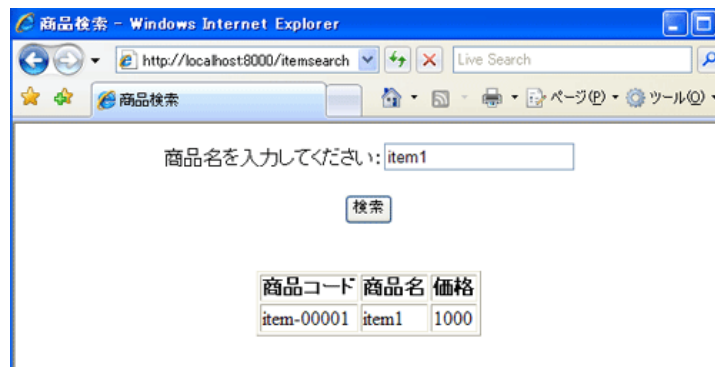 商品検索 - Windows Internet Explorer
http://localhost:8000/itemsearch
Live Search
商品検索
ページ(P)
ツール(O)
商品名を入力してください: item1
検索
商品コード 商品名 価格
item-00001 item1 1000